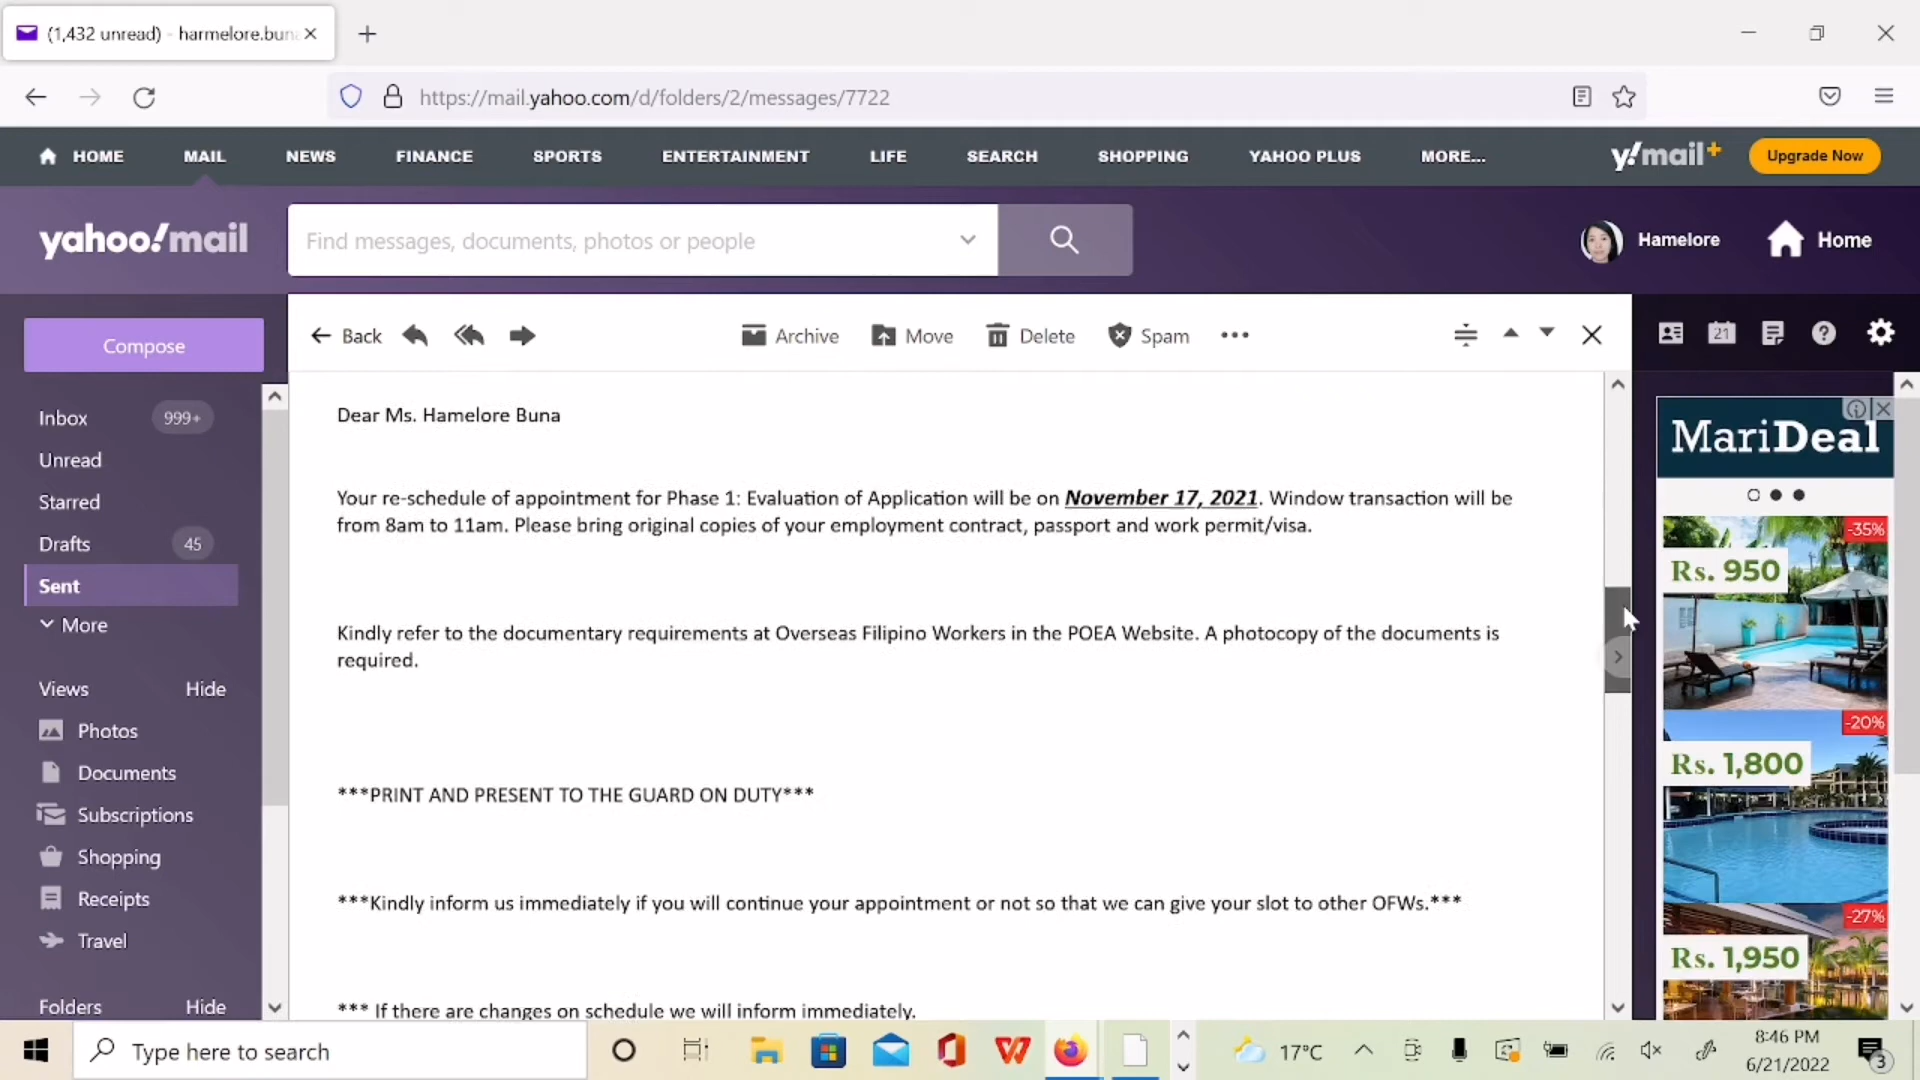 (1,432 unread) - harmelore.buna
https://mail.yahoo.com/d/folders/2/messages/7722
HOME MAIL NEWS FINANCE SPORTS ENTERTAINMENT LIFE SEARCH SHOPPING YAHOO PLUS MORE... y!mail+ Upgrade Now
yahoo!mail Find messages, documents, photos or people Hamelore Home
Compose
Back Archive Move Delete Spam
21
Inbox 999+
Unread
Starred
Drafts 45
Sent
More
Views Hide
Photos
Documents
Subscriptions
Shopping
Receipts
Travel
Folders Hide
Dear Ms. Hamelore Buna
Your re-schedule of appointment for Phase 1: Evaluation of Application will be on November 17, 2021. Window transaction will be
from 8am to 11am. Please bring original copies of your employment contract, passport and work permit/visa.
Kindly refer to the documentary requirements at Overseas Filipino Workers in the POEA Website. A photocopy of the documents is
required.
***PRINT AND PRESENT TO THE GUARD ON DUTY***
***Kindly inform us immediately if you will continue your appointment or not so that we can give your slot to other OFWs.***
*** If there are changes on schedule we will inform immediately.
MariDeal
-35%
Rs. 950
-20%
Rs. 1,800
-27%
Rs. 1,950
Type here to search
17°C
8:46 PM
6/21/2022
3